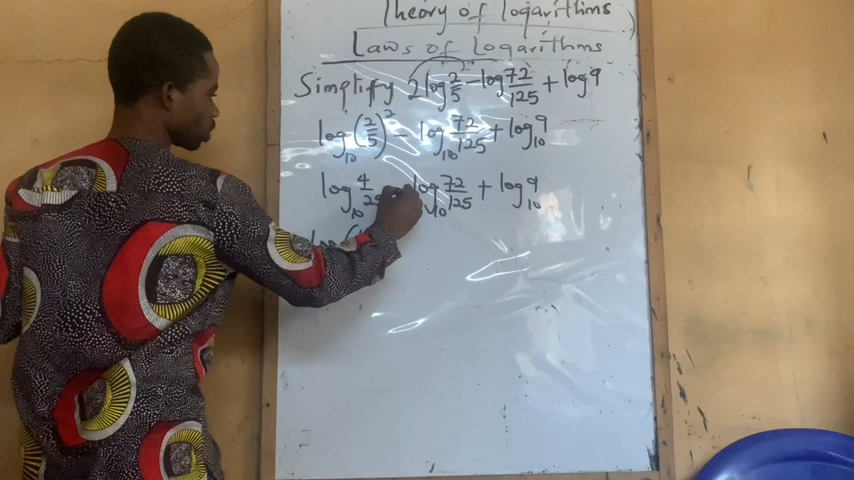 Theory of logarithms
Laws of Logarithms
Simplify 2log 2/5 - log 72/125 + log 9
log₁₀ (2/5)² - log₁₀ 72/125 + log₁₀ 9
log₁₀ 4/25 - log₁₀ 72/125 + log₁₀ 9